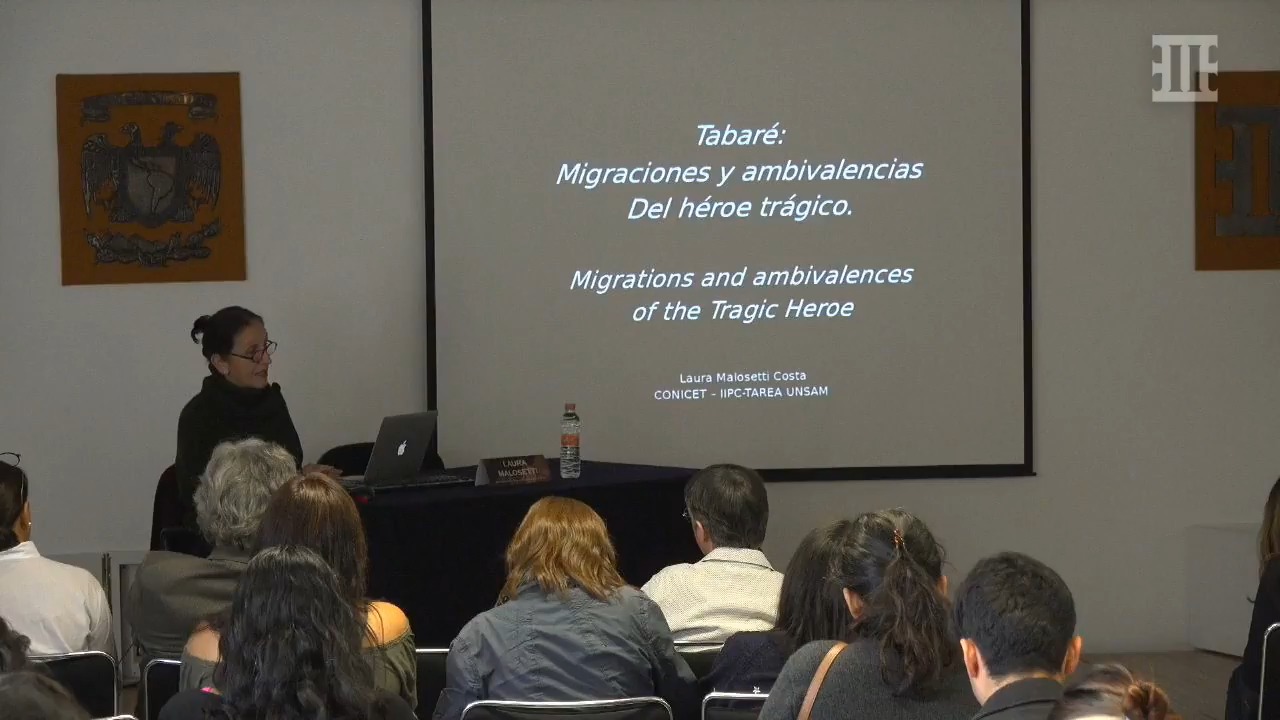 Tabaré:
Migraciones y ambivalencias
Del héroe trágico.
Migrations and ambivalences
of the Tragic Heroe
Laura Malosetti Costa
CONICET - IIPC-TAREA UNSAM
LAURA
MALOSETTI